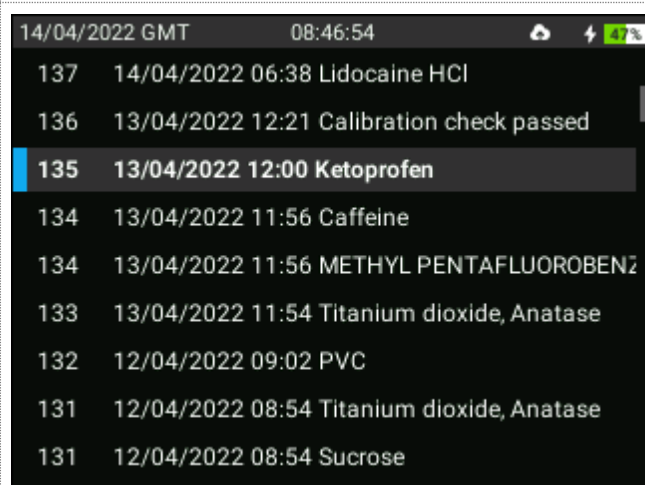 14/04/2022 GMT 08:46:54 47%
137 14/04/2022 06:38 Lidocaine HCl
136 13/04/2022 12:21 Calibration check passed
135 13/04/2022 12:00 Ketoprofen
134 13/04/2022 11:56 Caffeine
134 13/04/2022 11:56 METHYL PENTAFLUOROBENZ
133 13/04/2022 11:54 Titanium dioxide, Anatase
132 12/04/2022 09:02 PVC
131 12/04/2022 08:54 Titanium dioxide, Anatase
131 12/04/2022 08:54 Sucrose